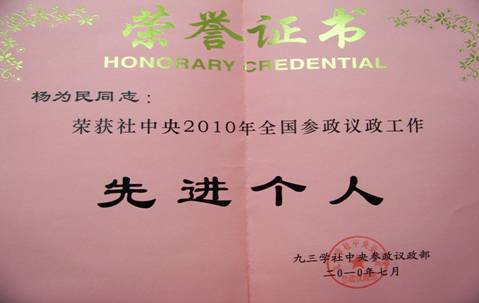 荣誉证书
HONORARY CREDENTIAL
杨为民同志：
荣获社中央2010年全国参政议政工作
先进个人
九三学社中央参政议政部
二〇一〇年七月